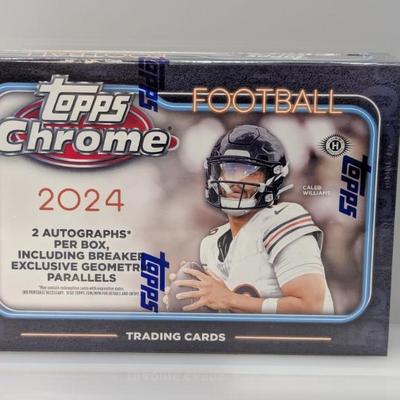 topps
Chrome®
FOOTBALL
topps
topps
H
CALEB
WILLIAMS
2024
2 AUTOGRAPHS*
PER BOX,
INCLUDING BREAKER
EXCLUSIVE GEOMETRIC
PARALLELS
topps
TRADING CARDS